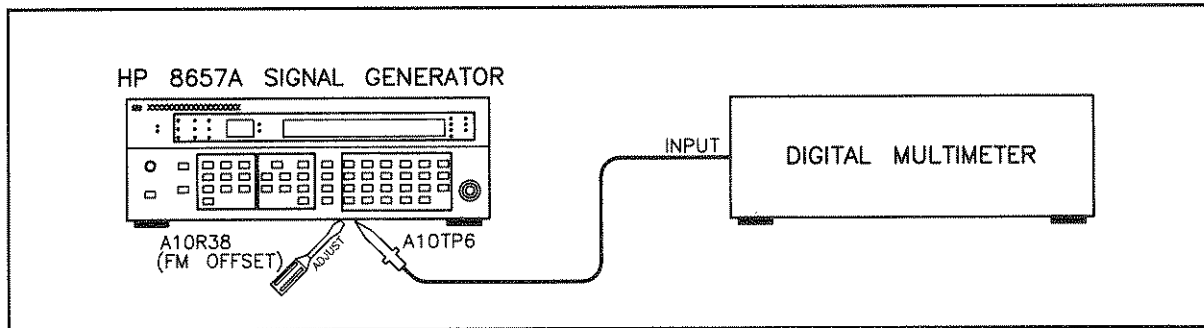 HP 8657A SIGNAL GENERATOR
INPUT
DIGITAL MULTIMETER
A10R38
(FM OFFSET)
ADJUST
A10TP6